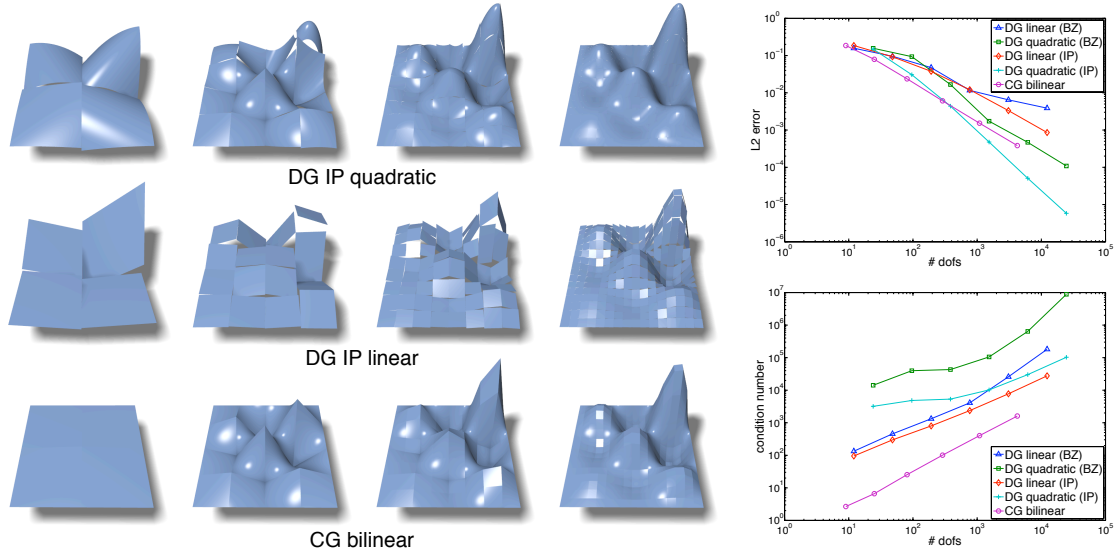 DG IP quadratic
DG IP linear
CG bilinear
10^0
10^-1
10^-2
10^-3
10^-4
10^-5
10^-6
L2 error
DG linear (BZ)
DG quadratic (BZ)
DG linear (IP)
DG quadratic (IP)
CG bilinear
10^0 10^1 10^2 10^3 10^4 10^5
# dofs
10^7
10^6
10^5
10^4
10^3
10^2
10^1
10^0
condition number
DG linear (BZ)
DG quadratic (BZ)
DG linear (IP)
DG quadratic (IP)
CG bilinear
10^0 10^1 10^2 10^3 10^4 10^5
# dofs